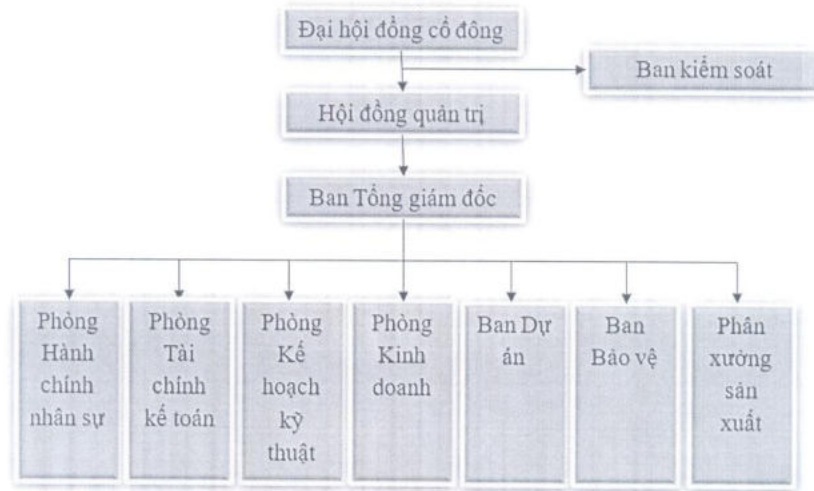 Đại hội đồng cổ đông
Ban kiểm soát
Hội đồng quản trị
Ban Tổng giám đốc
Phòng
Hành
chính
nhân sự
Phòng
Tài
chính
kế toán
Phòng
Kế
hoạch
kỹ
thuật
Phòng
Kinh
doanh
Ban Dự
án
Ban
Bảo vệ
Phân
xưởng
sản
xuất